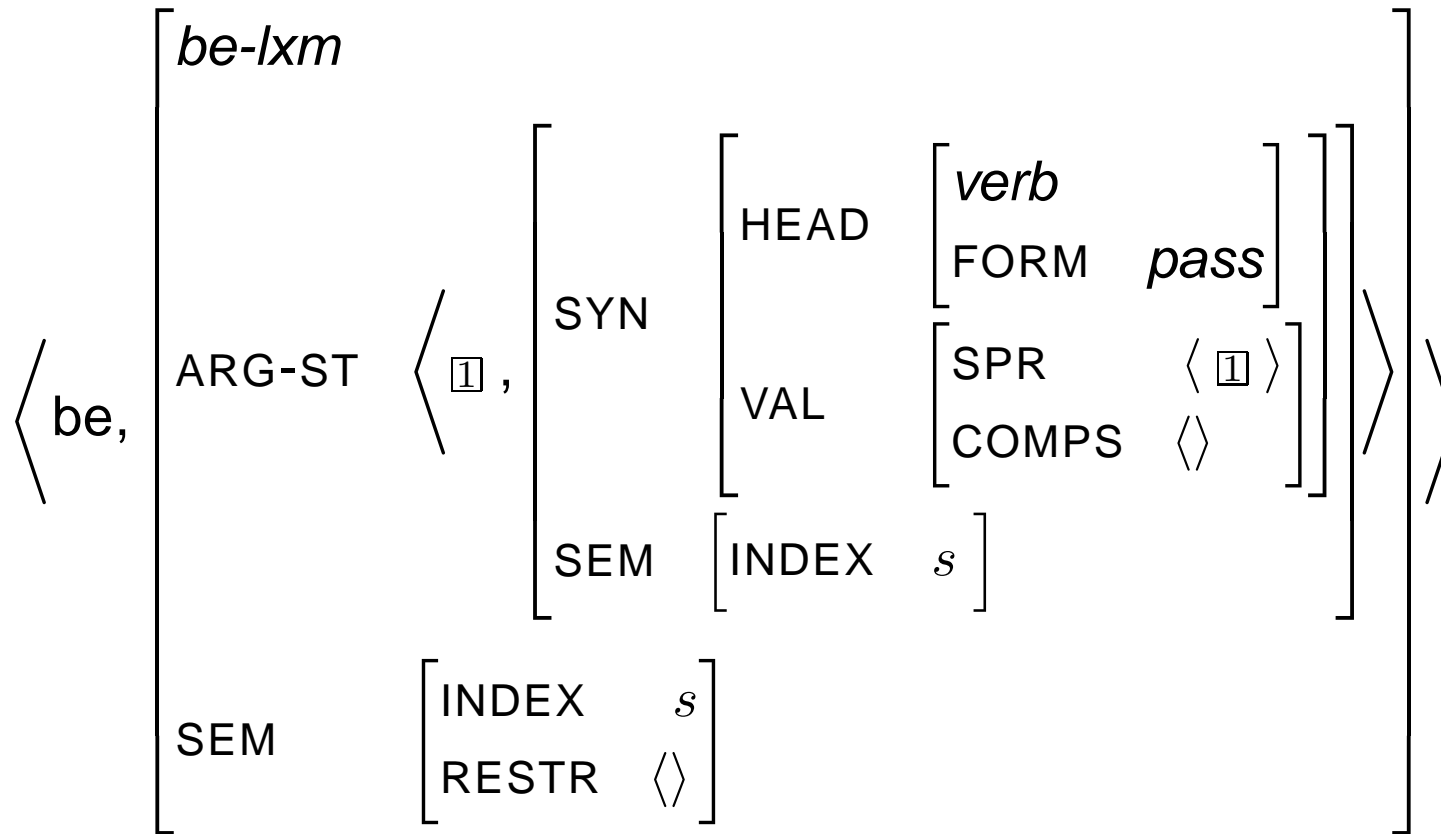 be-lxm
verb
HEAD
FORM pass
SYN
SPR ⟨ 1 ⟩
⟨ be, ARG-ST ⟨ 1 , VAL ⟩ ⟩
COMPS ⟨⟩
SEM [ INDEX s ]
INDEX s
SEM
RESTR ⟨⟩